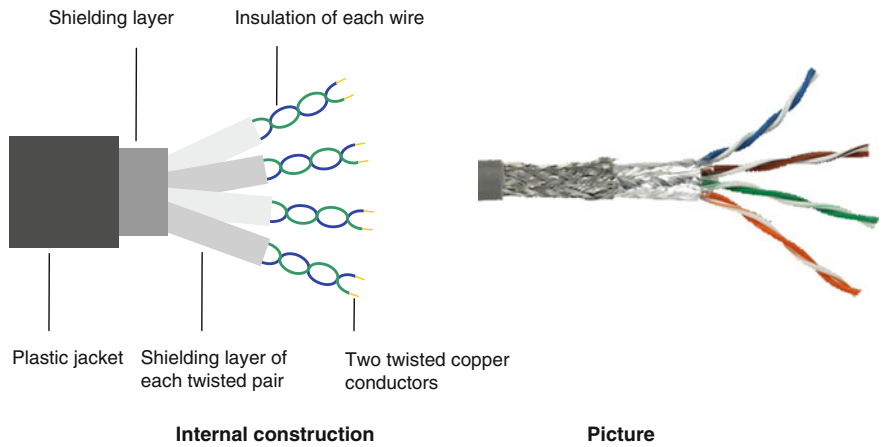 Shielding layer
Insulation of each wire
Plastic jacket
Shielding layer of
each twisted pair
Two twisted copper
conductors
Internal construction
Picture